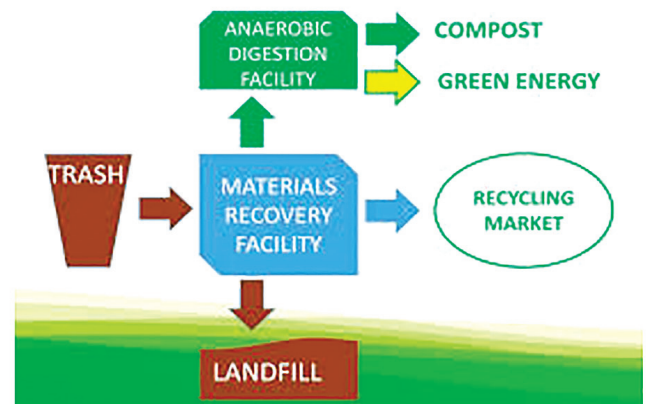 ANAEROBIC
DIGESTION
FACILITY
COMPOST
GREEN ENERGY
TRASH
MATERIALS
RECOVERY
FACILITY
RECYCLING
MARKET
LANDFILL